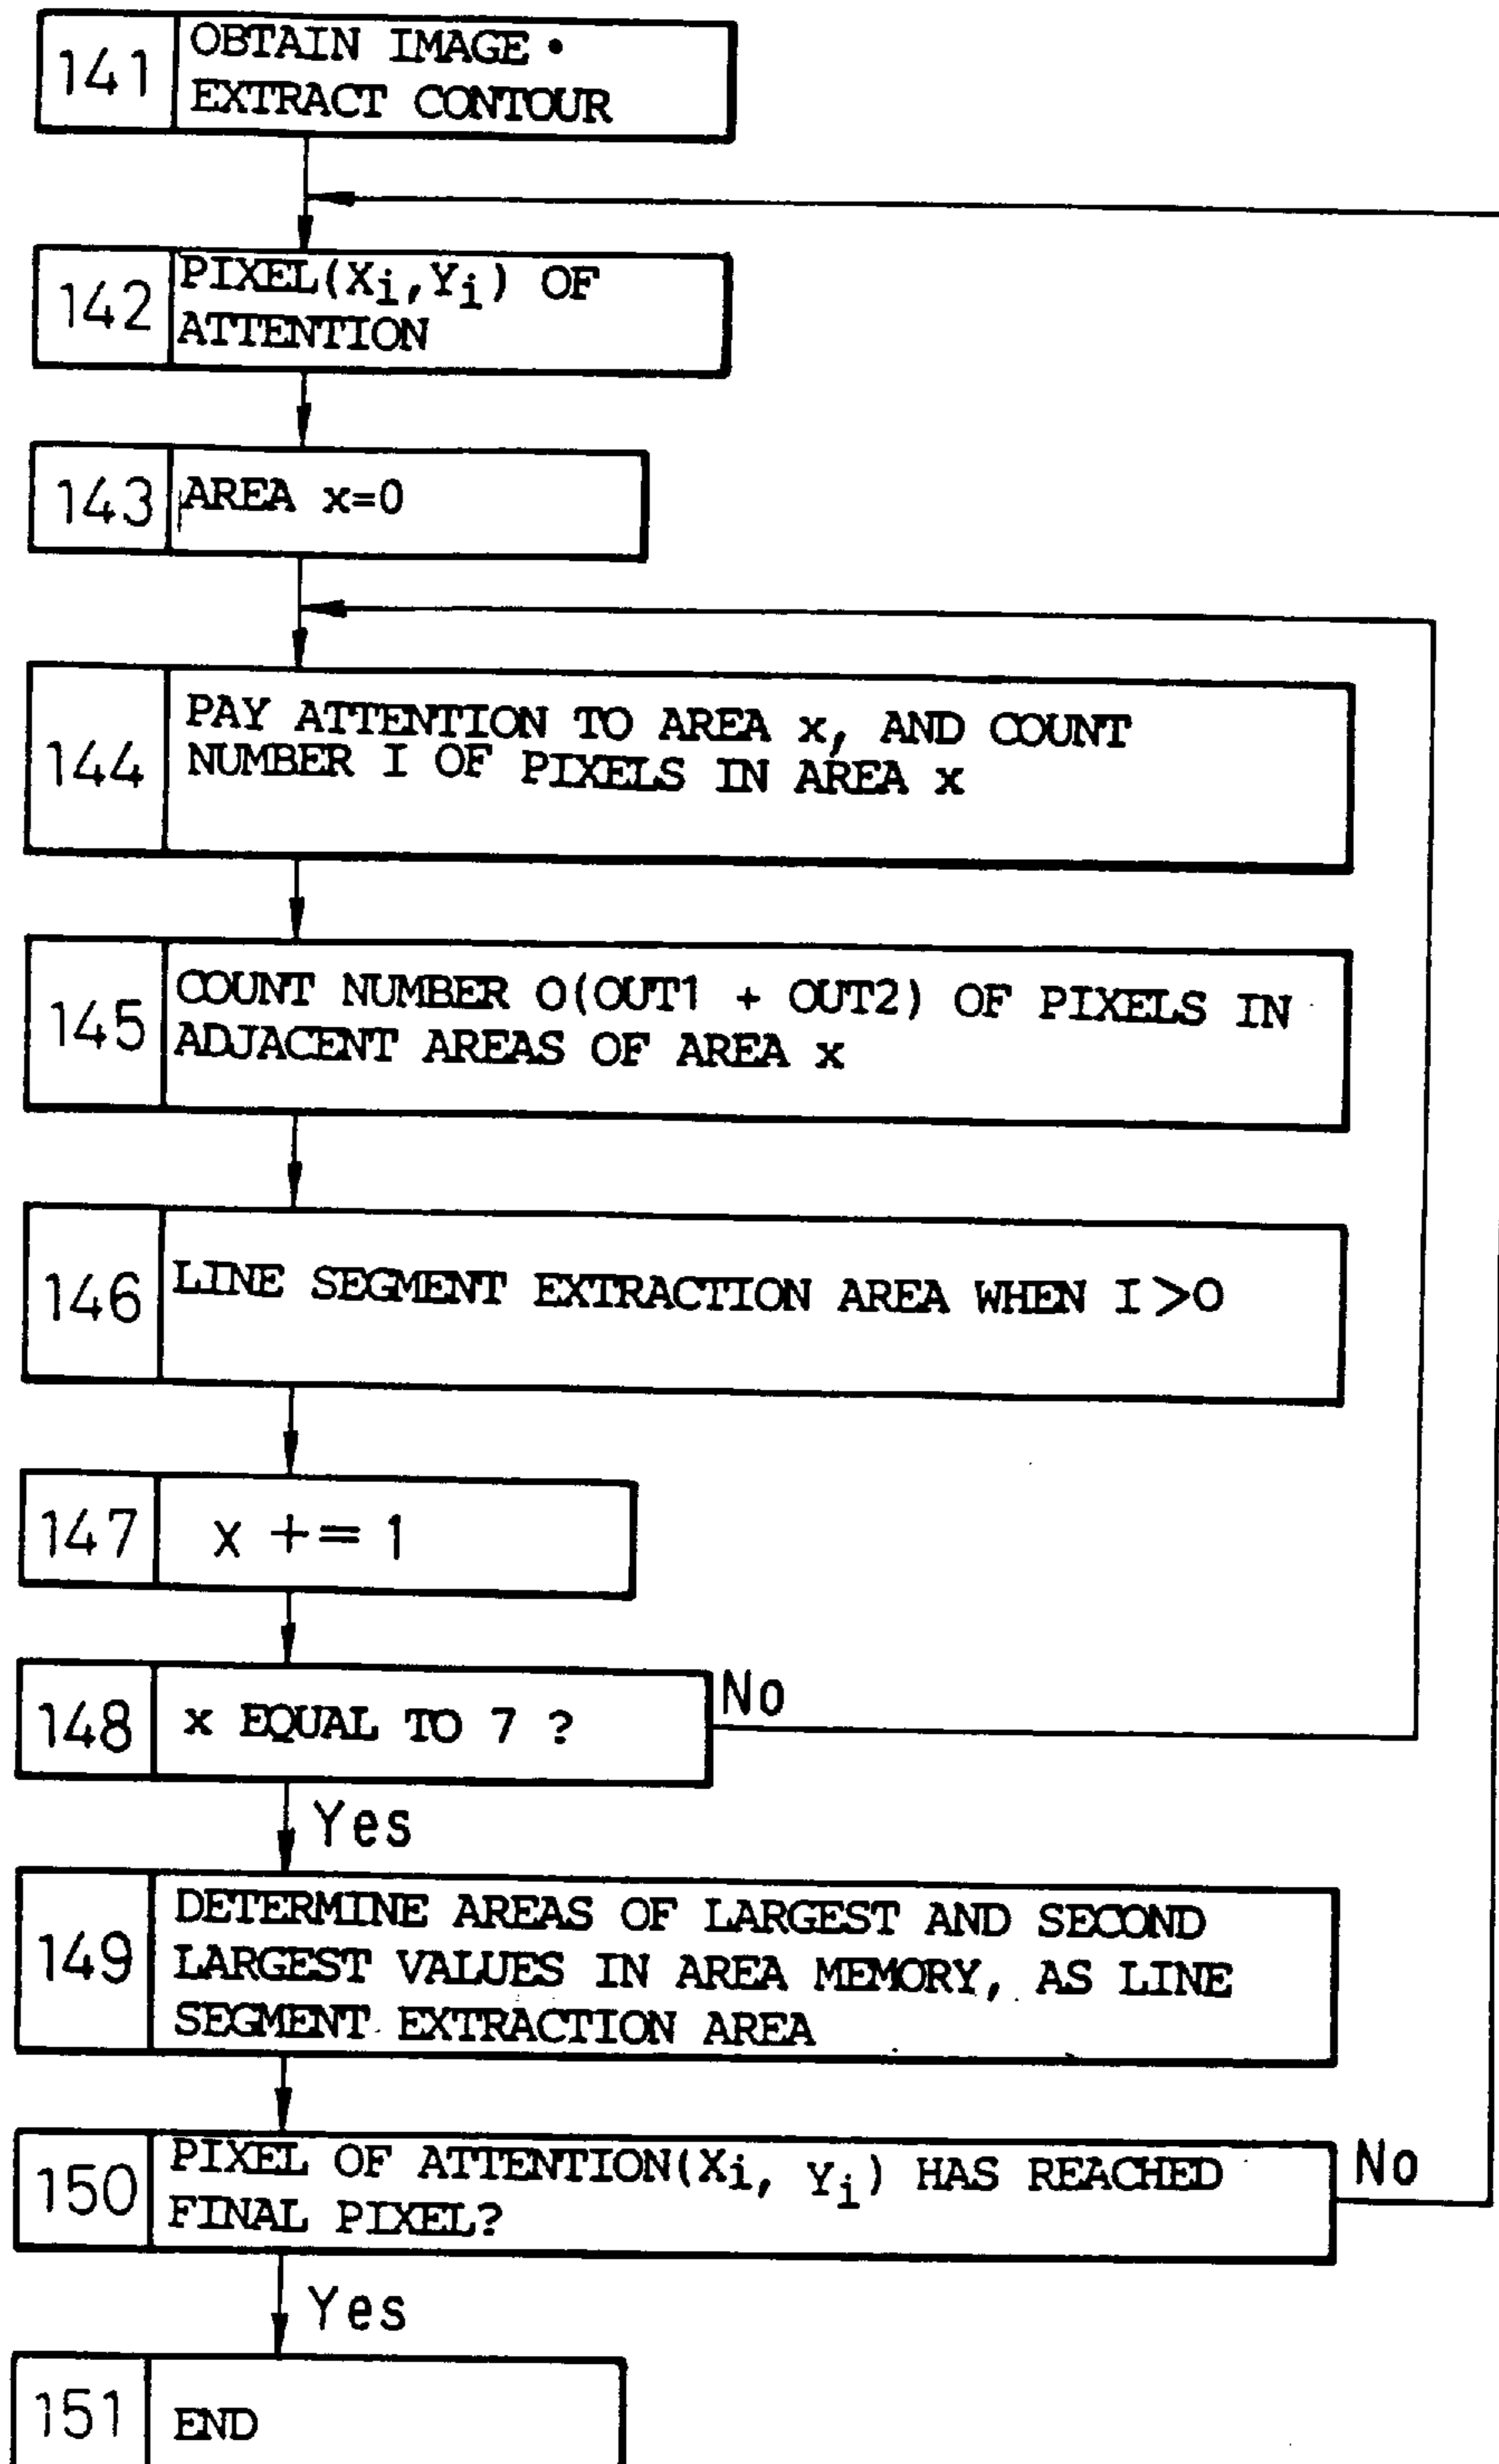 141 OBTAIN IMAGE •
EXTRACT CONTOUR
142 PIXEL(Xi,Yi) OF
ATTENTION
143 AREA x=0
144 PAY ATTENTION TO AREA x, AND COUNT
NUMBER I OF PIXELS IN AREA x
145 COUNT NUMBER O(OUT1 + OUT2) OF PIXELS IN
ADJACENT AREAS OF AREA x
146 LINE SEGMENT EXTRACTION AREA WHEN I>O
147 x += 1
148 x EQUAL TO 7 ?
No
Yes
149 DETERMINE AREAS OF LARGEST AND SECOND
LARGEST VALUES IN AREA MEMORY, AS LINE
SEGMENT EXTRACTION AREA
150 PIXEL OF ATTENTION(Xi, Yi) HAS REACHED
FINAL PIXEL?
No
Yes
151 END